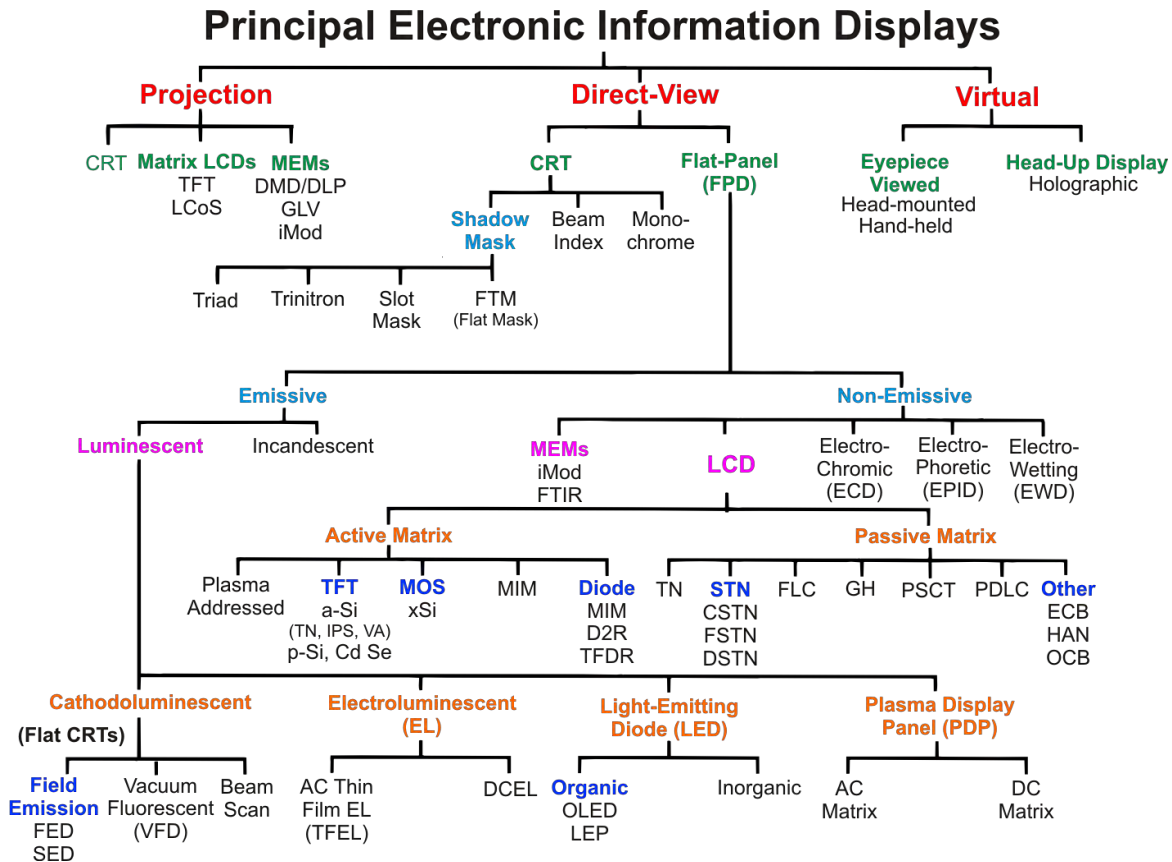 Principal Electronic Information Displays
Projection
Direct-View
Virtual
CRT
Matrix LCDs
TFT
LCoS
MEMs
DMD/DLP
GLV
iMod
CRT
Flat-Panel
(FPD)
Eyepiece
Viewed
Head-mounted
Hand-held
Head-Up Display
Holographic
Shadow
Mask
Beam
Index
Mono-
chrome
Triad
Trinitron
Slot
Mask
FTM
(Flat Mask)
Emissive
Non-Emissive
Luminescent
Incandescent
MEMs
iMod
FTIR
LCD
Electro-
Chromic
(ECD)
Electro-
Phoretic
(EPID)
Electro-
Wetting
(EWD)
Active Matrix
Passive Matrix
Plasma
Addressed
TFT
a-Si
(TN, IPS, VA)
p-Si, Cd Se
MOS
xSi
MIM
Diode
MIM
D2R
TFDR
TN
STN
CSTN
FSTN
DSTN
FLC
GH
PSCT
PDLC
Other
ECB
HAN
OCB
Cathodoluminescent
(Flat CRTs)
Electroluminescent
(EL)
Light-Emitting
Diode (LED)
Plasma Display
Panel (PDP)
Field
Emission
FED
SED
Vacuum
Fluorescent
(VFD)
Beam
Scan
AC Thin
Film EL
(TFEL)
DCEL
Organic
OLED
LEP
Inorganic
AC
Matrix
DC
Matrix